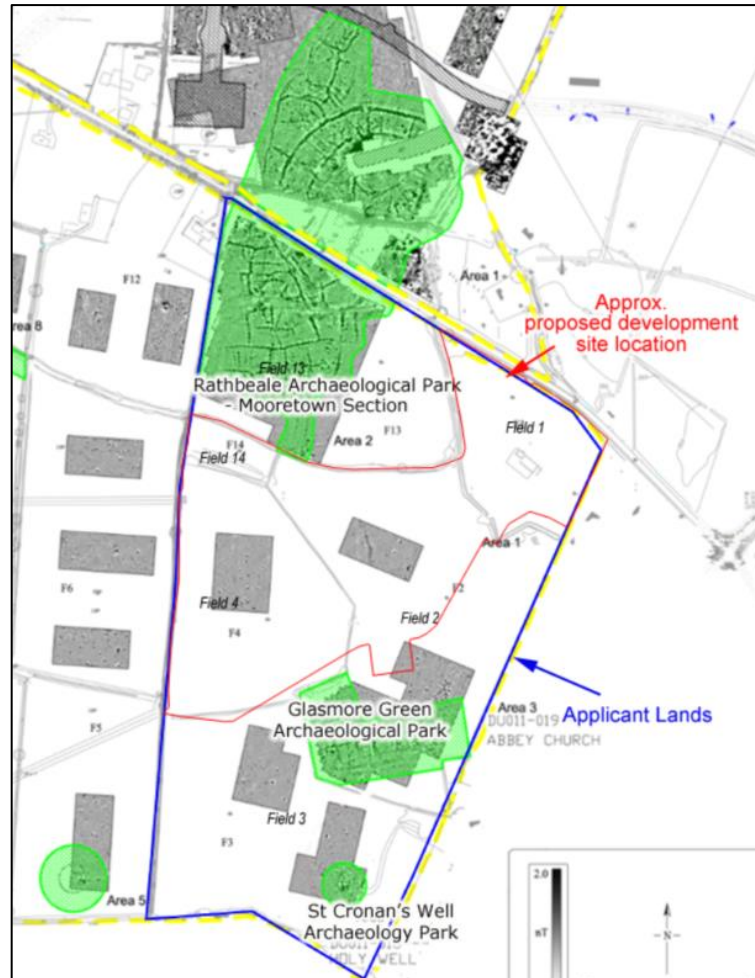 F12
Area 1
Approx.
proposed development
site location
Field 13
Rathbeale Archaeological Park
- Mooretown Section
Area 2
F13
Field 1
F14
Field 14
Area 1
F6
Field 4
F4
F2
Field 2
Area 3
Applicant Lands
DU011-019
ABBEY CHURCH
Glasmore Green
Archaeological Park
F5
Field 3
F3
Area 5
St Cronan's Well
Archaeology Park
HOLY WELL
2.0
nT
N